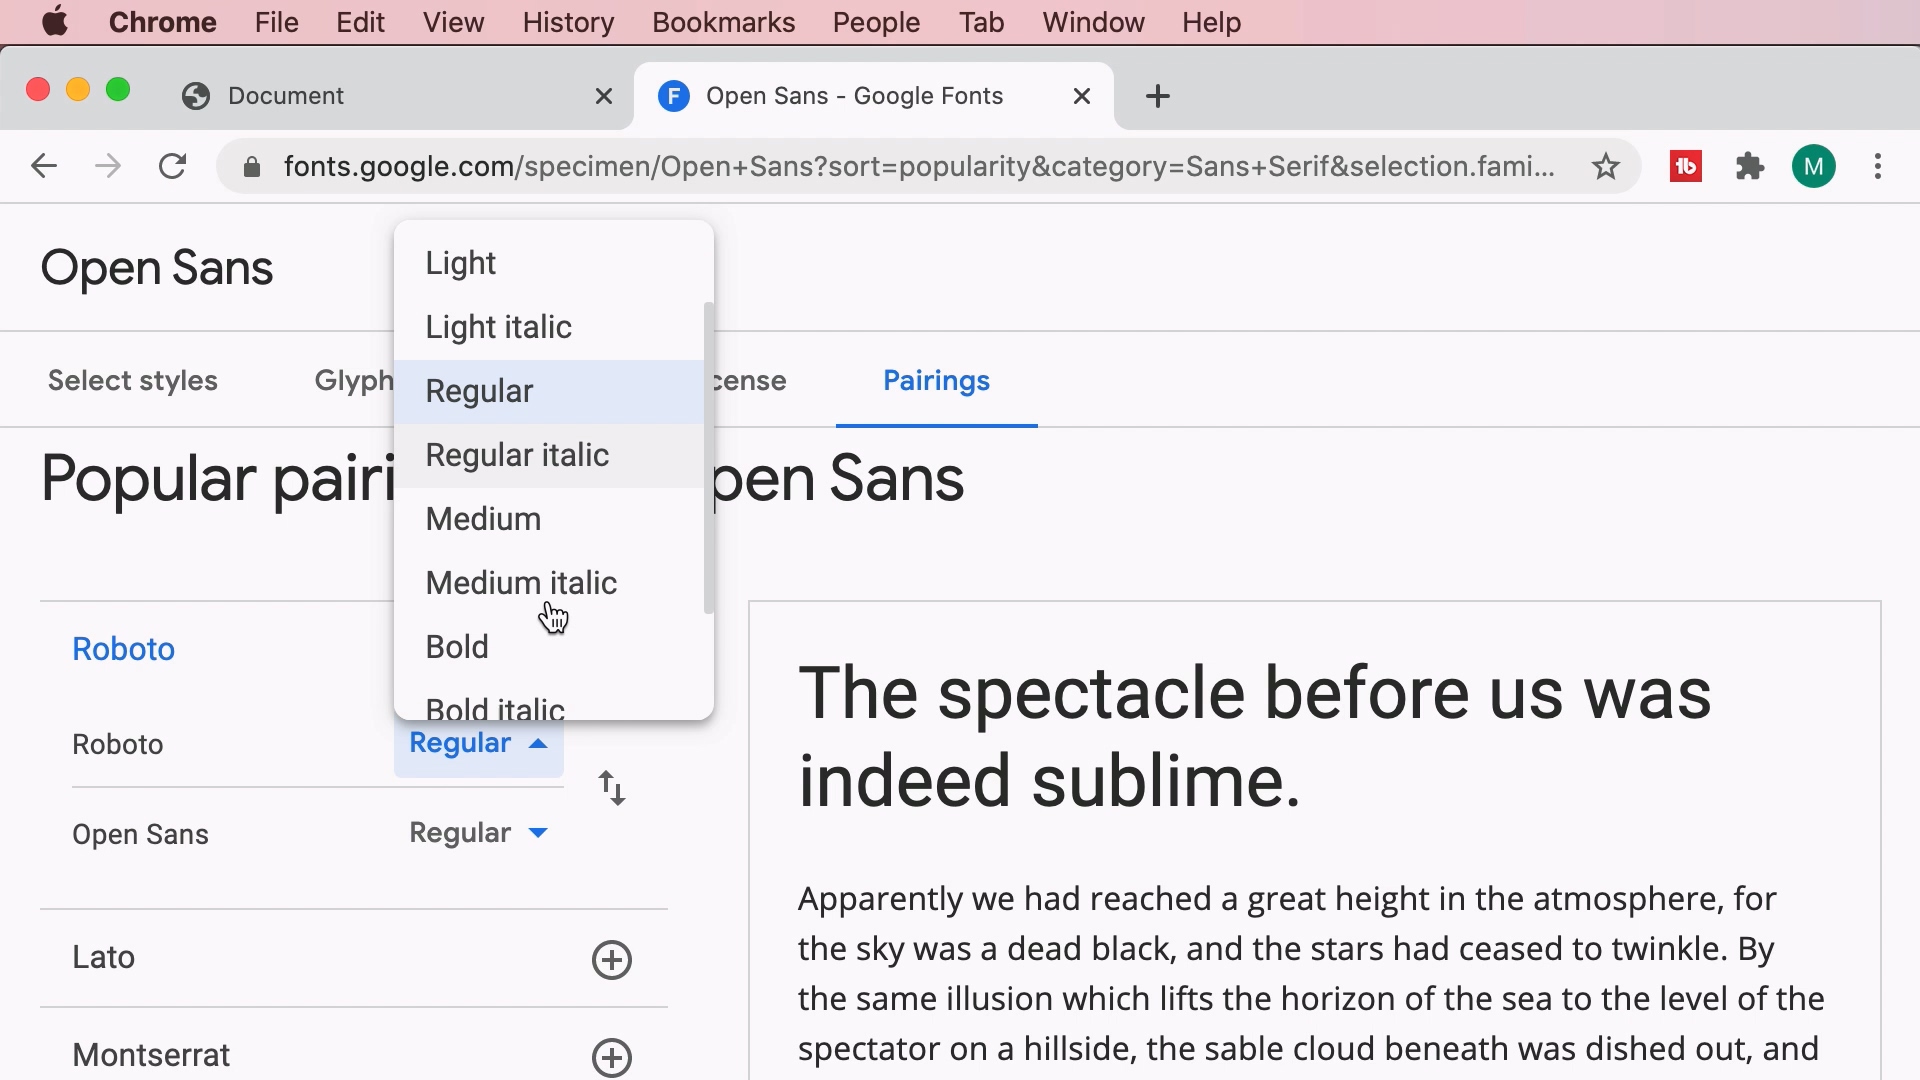 Chrome File Edit View History Bookmarks People Tab Window Help
Document
F Open Sans - Google Fonts
fonts.google.com/specimen/Open+Sans?sort=popularity&category=Sans+Serif&selection.fami...
M
Open Sans
Select styles Glyph cense Pairings
Light
Light italic
Regular
Regular italic
Medium
Medium italic
Bold
Bold italic
Popular pairi pen Sans
Roboto
Roboto Regular
Open Sans Regular
Lato
Montserrat
The spectacle before us was
indeed sublime.
Apparently we had reached a great height in the atmosphere, for
the sky was a dead black, and the stars had ceased to twinkle. By
the same illusion which lifts the horizon of the sea to the level of the
spectator on a hillside, the sable cloud beneath was dished out, and